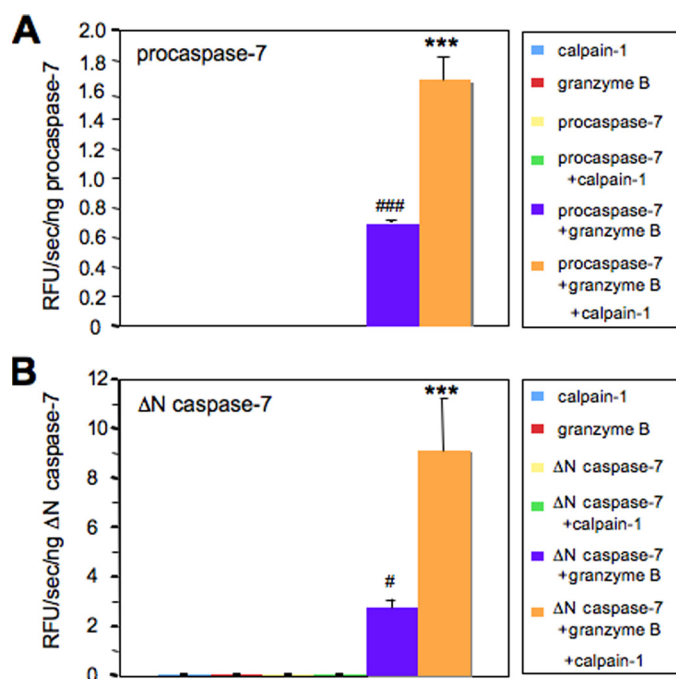 A
procaspase-7
RFU/sec/ng procaspase-7
2.0
1.8
1.6
1.4
1.2
1.0
0.8
0.6
0.4
0.2
0
###
***
calpain-1
granzyme B
procaspase-7
procaspase-7
+calpain-1
procaspase-7
+granzyme B
procaspase-7
+granzyme B
+calpain-1
B
ΔN caspase-7
RFU/sec/ng ΔN caspase-7
12
10
8
6
4
2
0
#
***
calpain-1
granzyme B
ΔN caspase-7
ΔN caspase-7
+calpain-1
ΔN caspase-7
+granzyme B
ΔN caspase-7
+granzyme B
+calpain-1